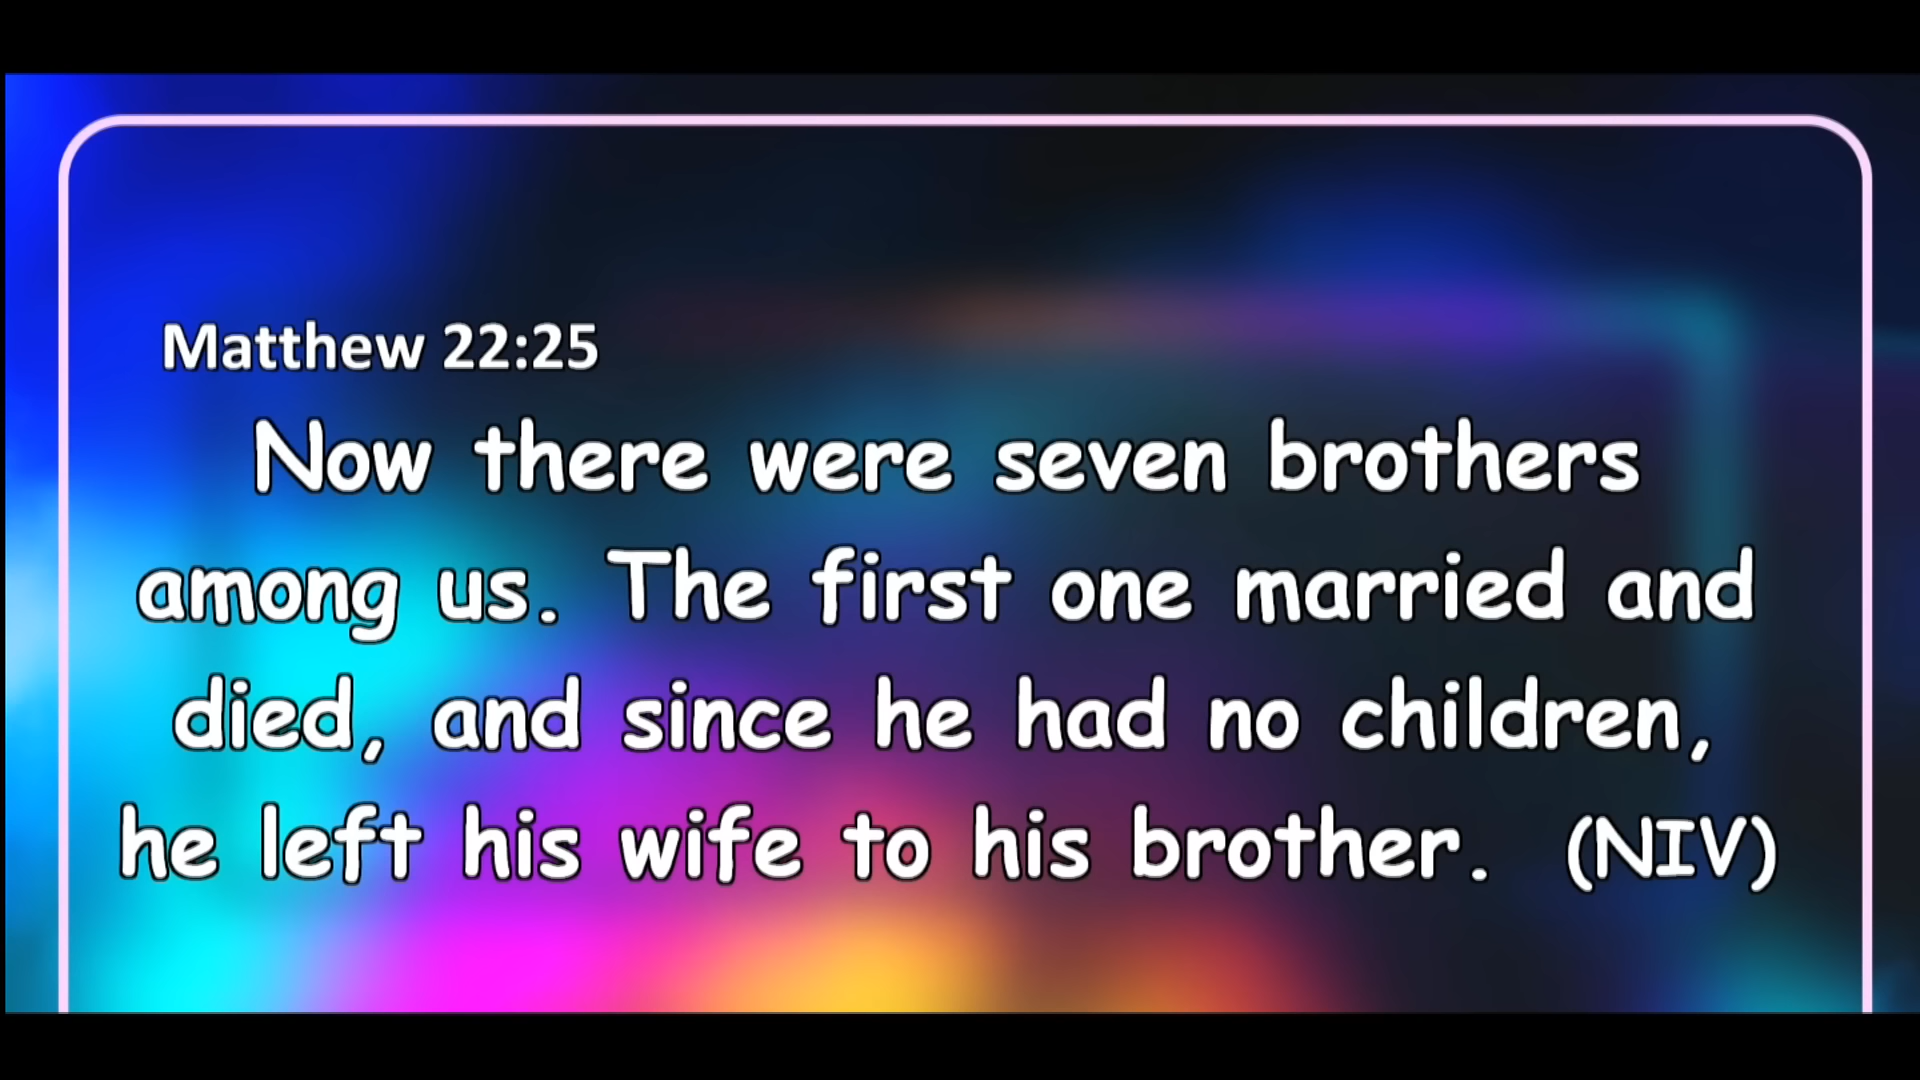 Matthew 22:25
Now there were seven brothers
among us. The first one married and
died, and since he had no children,
he left his wife to his brother. (NIV)